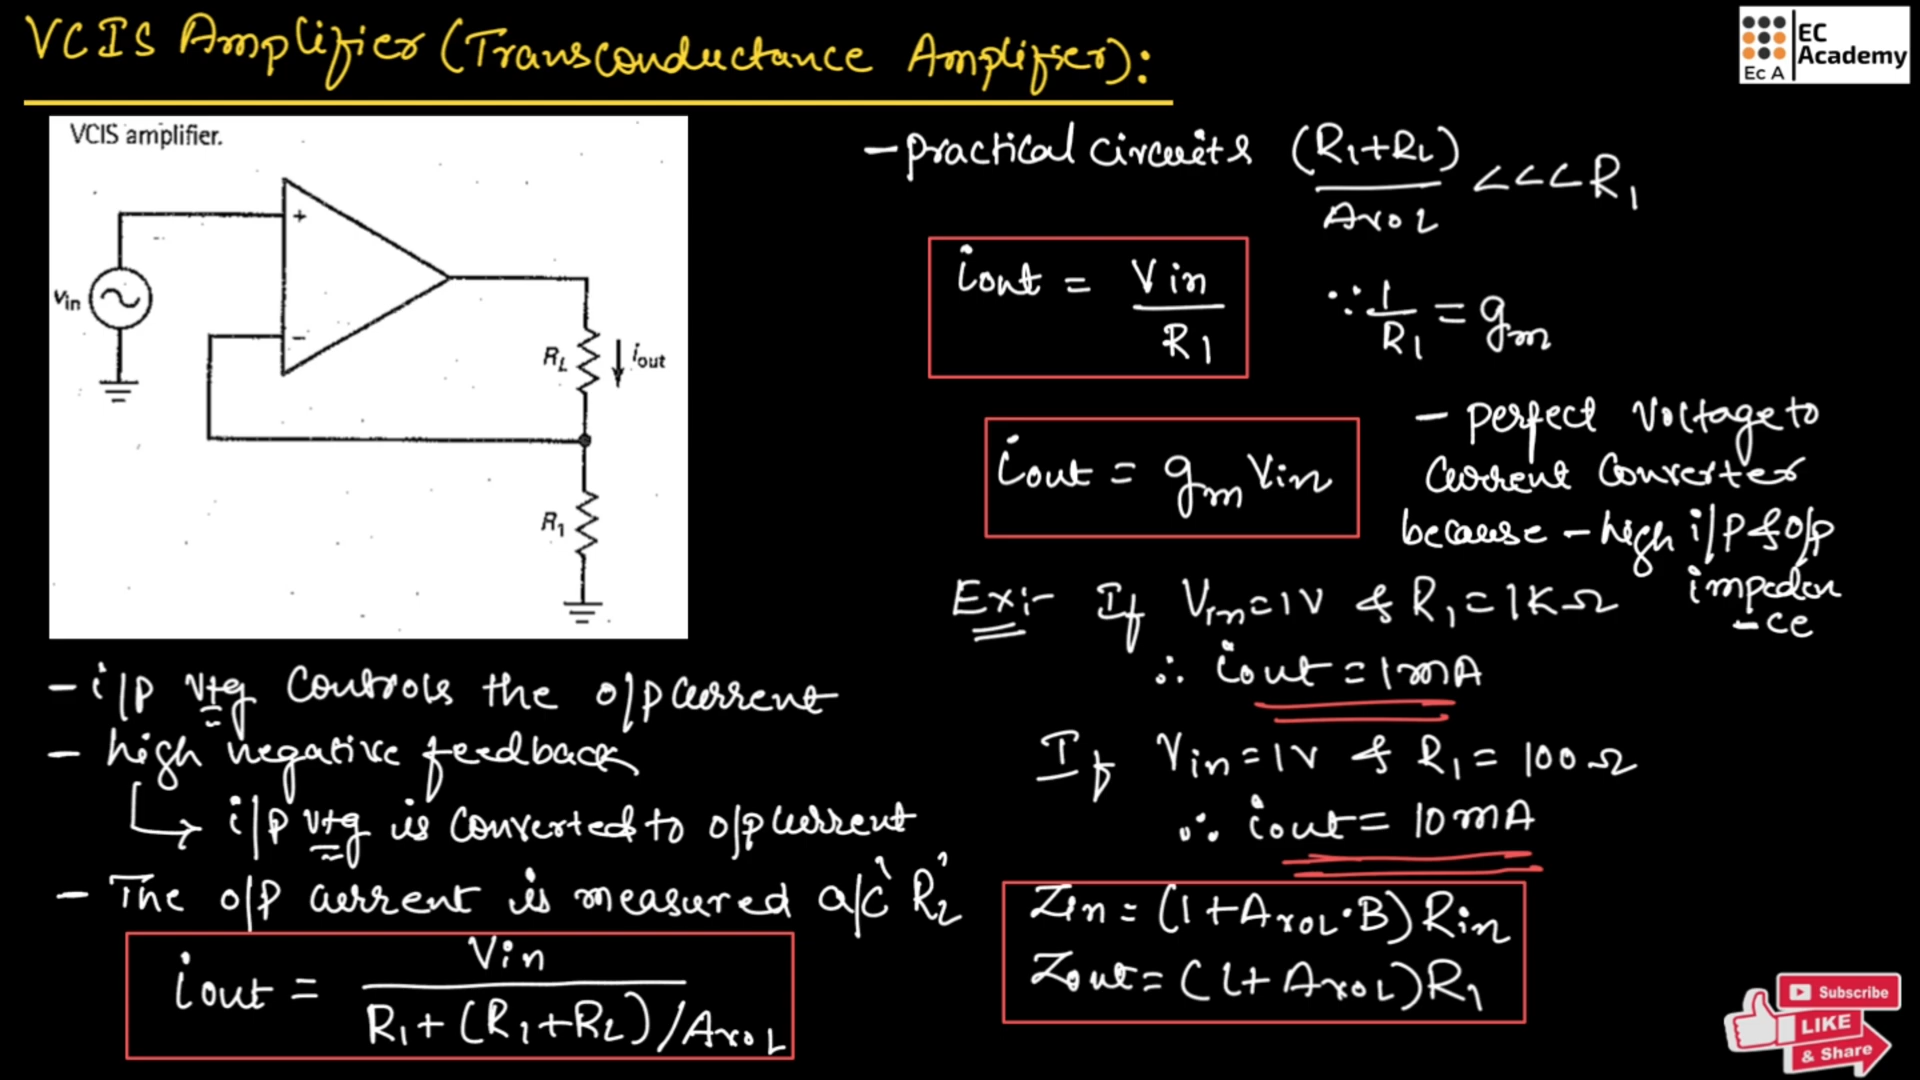 VCIS Amplifier (Transconductance Amplifier):
EC
Academy
Ec A
VCIS amplifier.
+
vin
−
RL
iout
R1
- i/p vtg controls the o/p current
- high negative feedback
↳ i/p vtg is converted to o/p current
- The o/p current is measured a/c 'RL'
iout = Vin / R1+(R1+RL)/AVOL
- practical circuits (R1+RL)/AVOL <<< R1
iout = Vin/R1
∵ 1/R1 = gm
iout = gm Vin
- perfect Voltage to
Current Converter
because - high i/p & o/p
impedan
-ce
Ex:- If Vin=1V & R1=1KΩ
∴ iout = 1mA
If Vin=1V & R1= 100Ω
∴ iout = 10mA
Zin = (1+AVOL·B)Rin
Zout = (1+AVOL)R1
Subscribe
LIKE
& Share